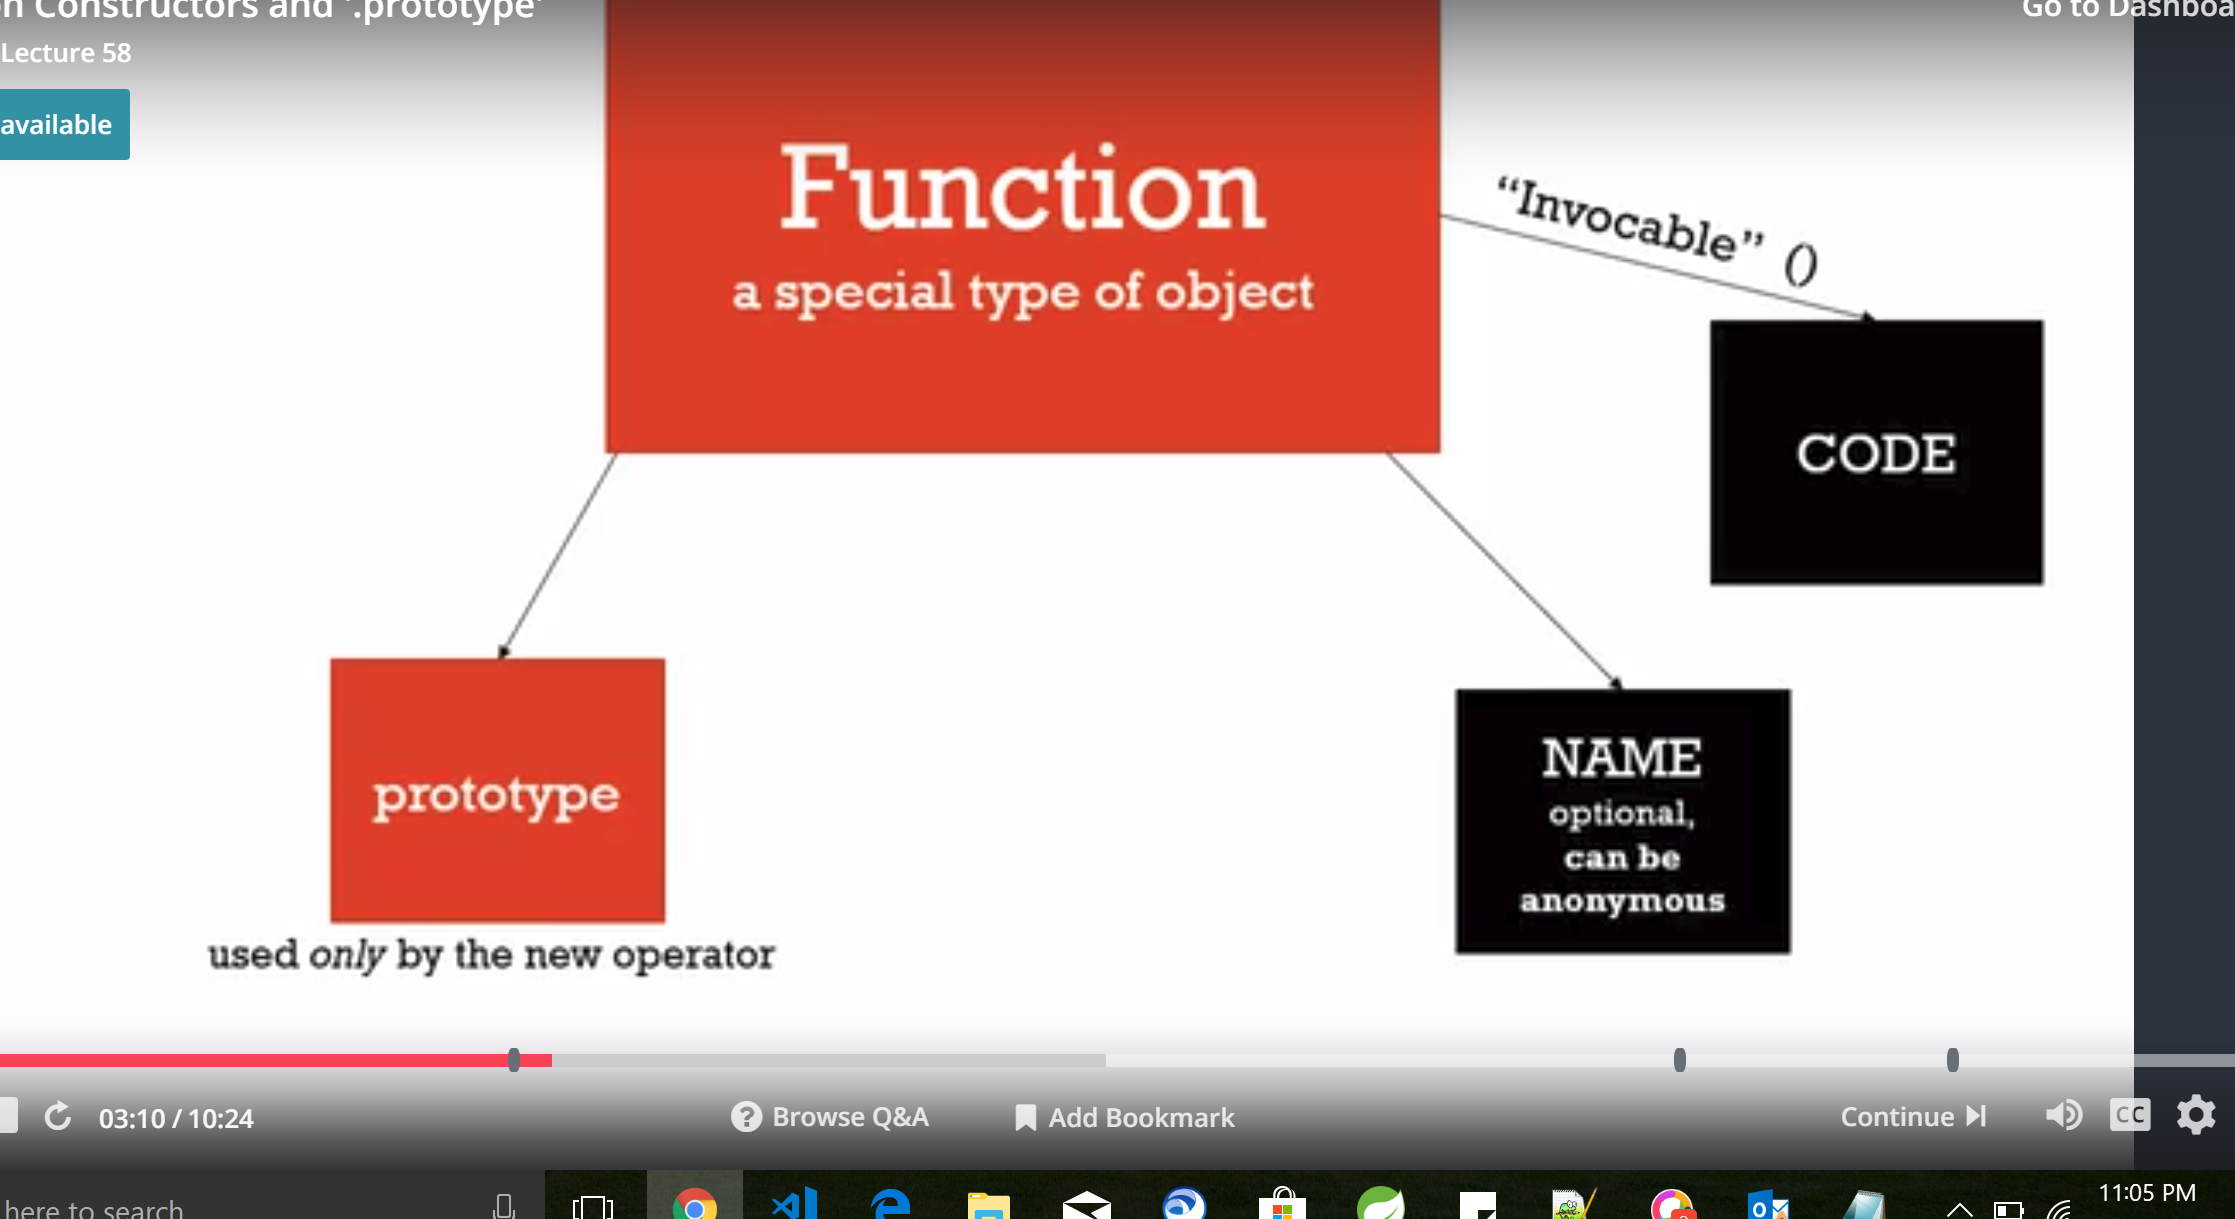 n Constructors and '.prototype'
Go to Dashboa
Lecture 58
available
Function
a special type of object
"Invocable" ()
CODE
prototype
used only by the new operator
NAME
optional,
can be
anonymous
03:10 / 10:24
Browse Q&A
Add Bookmark
Continue
CC
here to search
11:05 PM